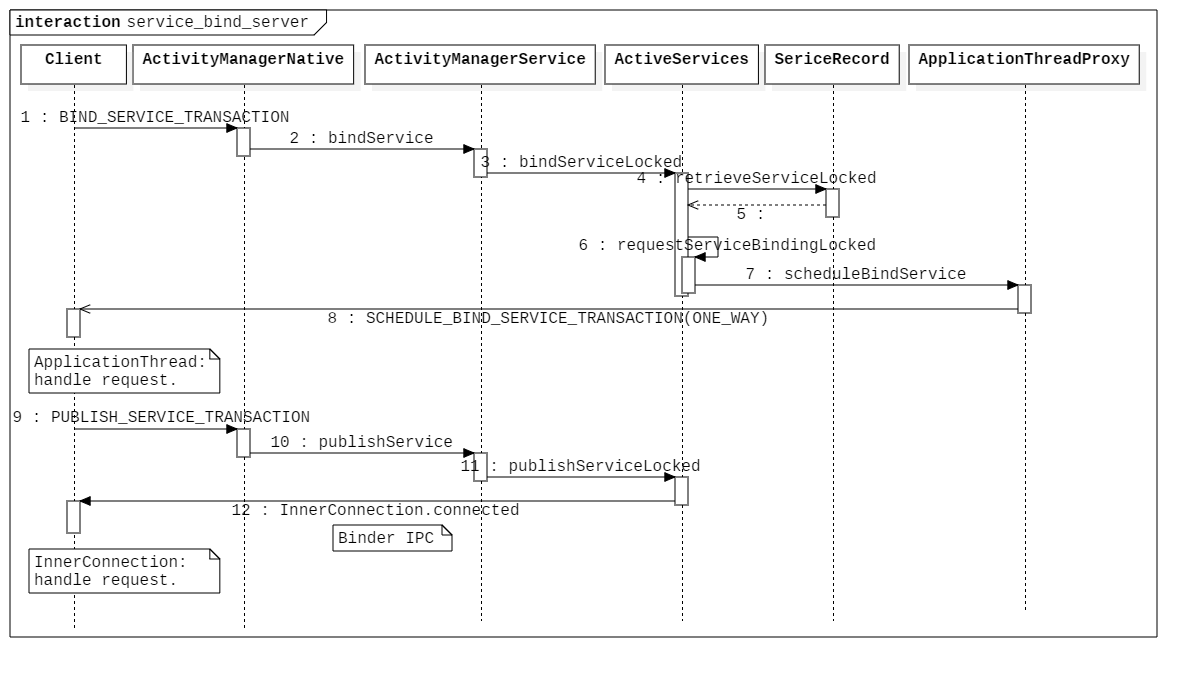 interaction service_bind_server
Client
ActivityManagerNative
ActivityManagerService
ActiveServices
SericeRecord
ApplicationThreadProxy
1 : BIND_SERVICE_TRANSACTION
2 : bindService
3 : bindServiceLocked
4 : retrieveServiceLocked
5 :
6 : requestServiceBindingLocked
7 : scheduleBindService
8 : SCHEDULE_BIND_SERVICE_TRANSACTION(ONE_WAY)
ApplicationThread:
handle request.
9 : PUBLISH_SERVICE_TRANSACTION
10 : publishService
11 : publishServiceLocked
12 : InnerConnection.connected
Binder IPC
InnerConnection:
handle request.